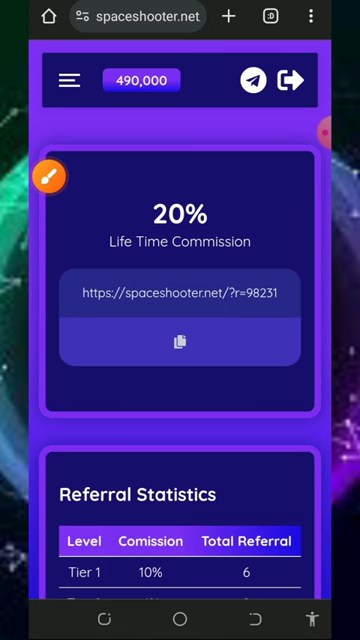 spaceshooter.net
:D
490,000
20%
Life Time Commission
https://spaceshooter.net/?r=98231
Referral Statistics
Level Comission Total Referral
Tier 1 10% 6